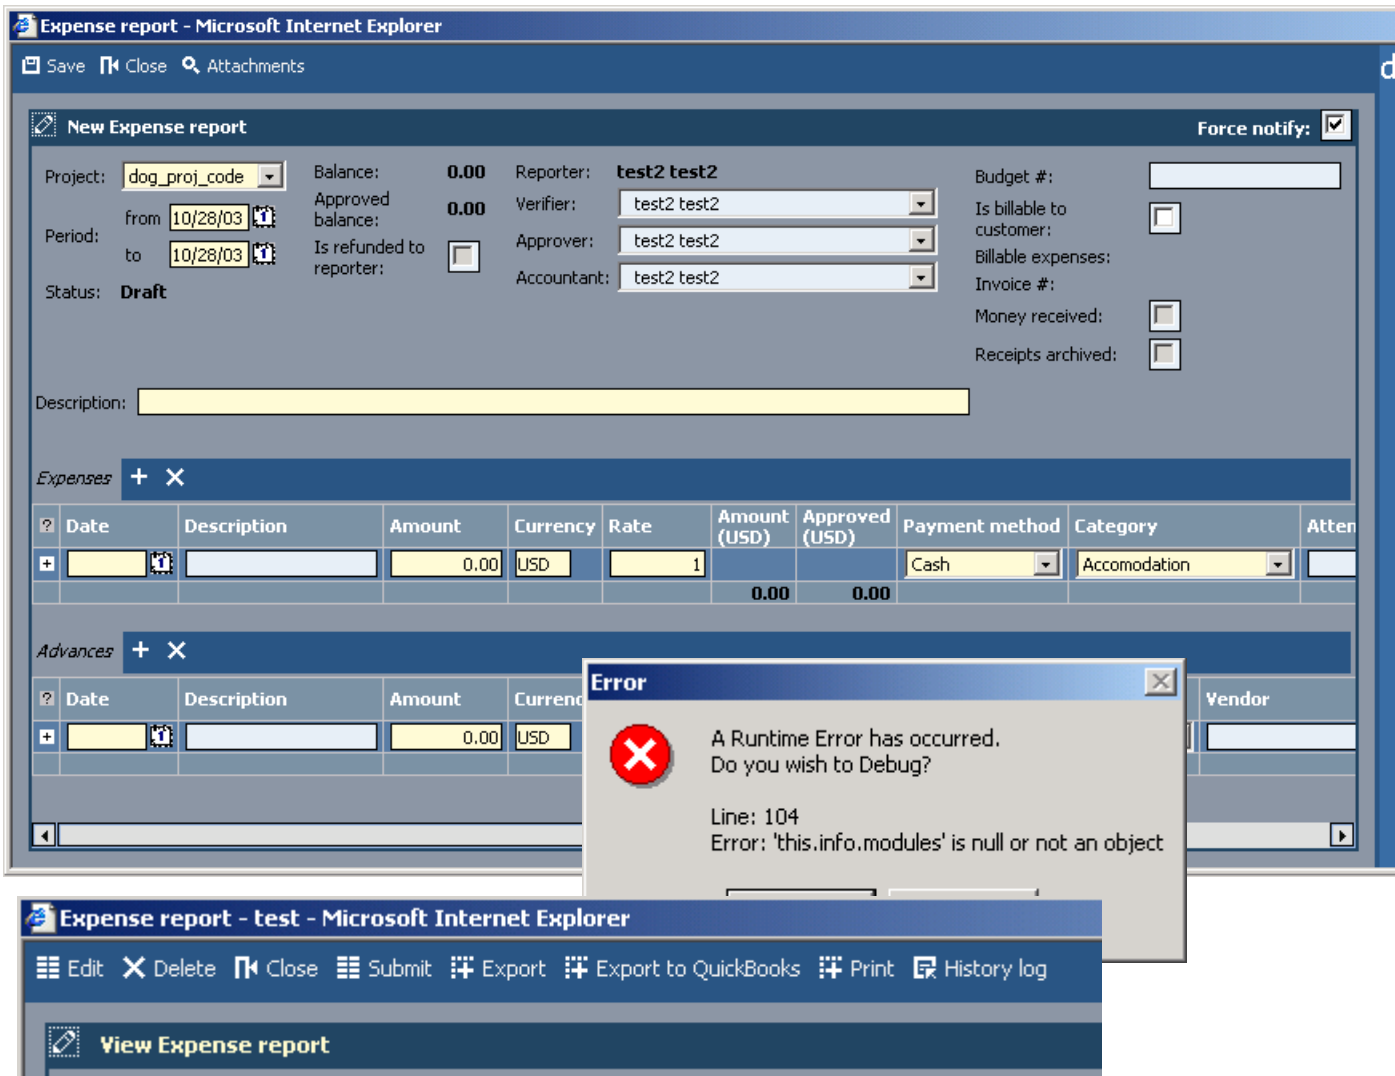 Expense report - Microsoft Internet Explorer
Save Close Attachments
d
New Expense report Force notify:
Project: dog_proj_code Balance: 0.00 Reporter: test2 test2 Budget #:
Approved balance: 0.00 Verifier: test2 test2 Is billable to customer:
Period: from 10/28/03 to 10/28/03 Is refunded to reporter: Approver: test2 test2 Billable expenses:
Status: Draft Accountant: test2 test2 Invoice #:
Money received:
Receipts archived:
Description:
Expenses + ×
? Date Description Amount Currency Rate Amount (USD) Approved (USD) Payment method Category Atten
+ 1 0.00 USD 1 Cash Accomodation
0.00 0.00
Advances + ×
? Date Description Amount Currenc Vendor
+ 1 0.00 USD
Error
A Runtime Error has occurred.
Do you wish to Debug?
Line: 104
Error: 'this.info.modules' is null or not an object
Expense report - test - Microsoft Internet Explorer
Edit Delete Close Submit Export Export to QuickBooks Print History log
View Expense report